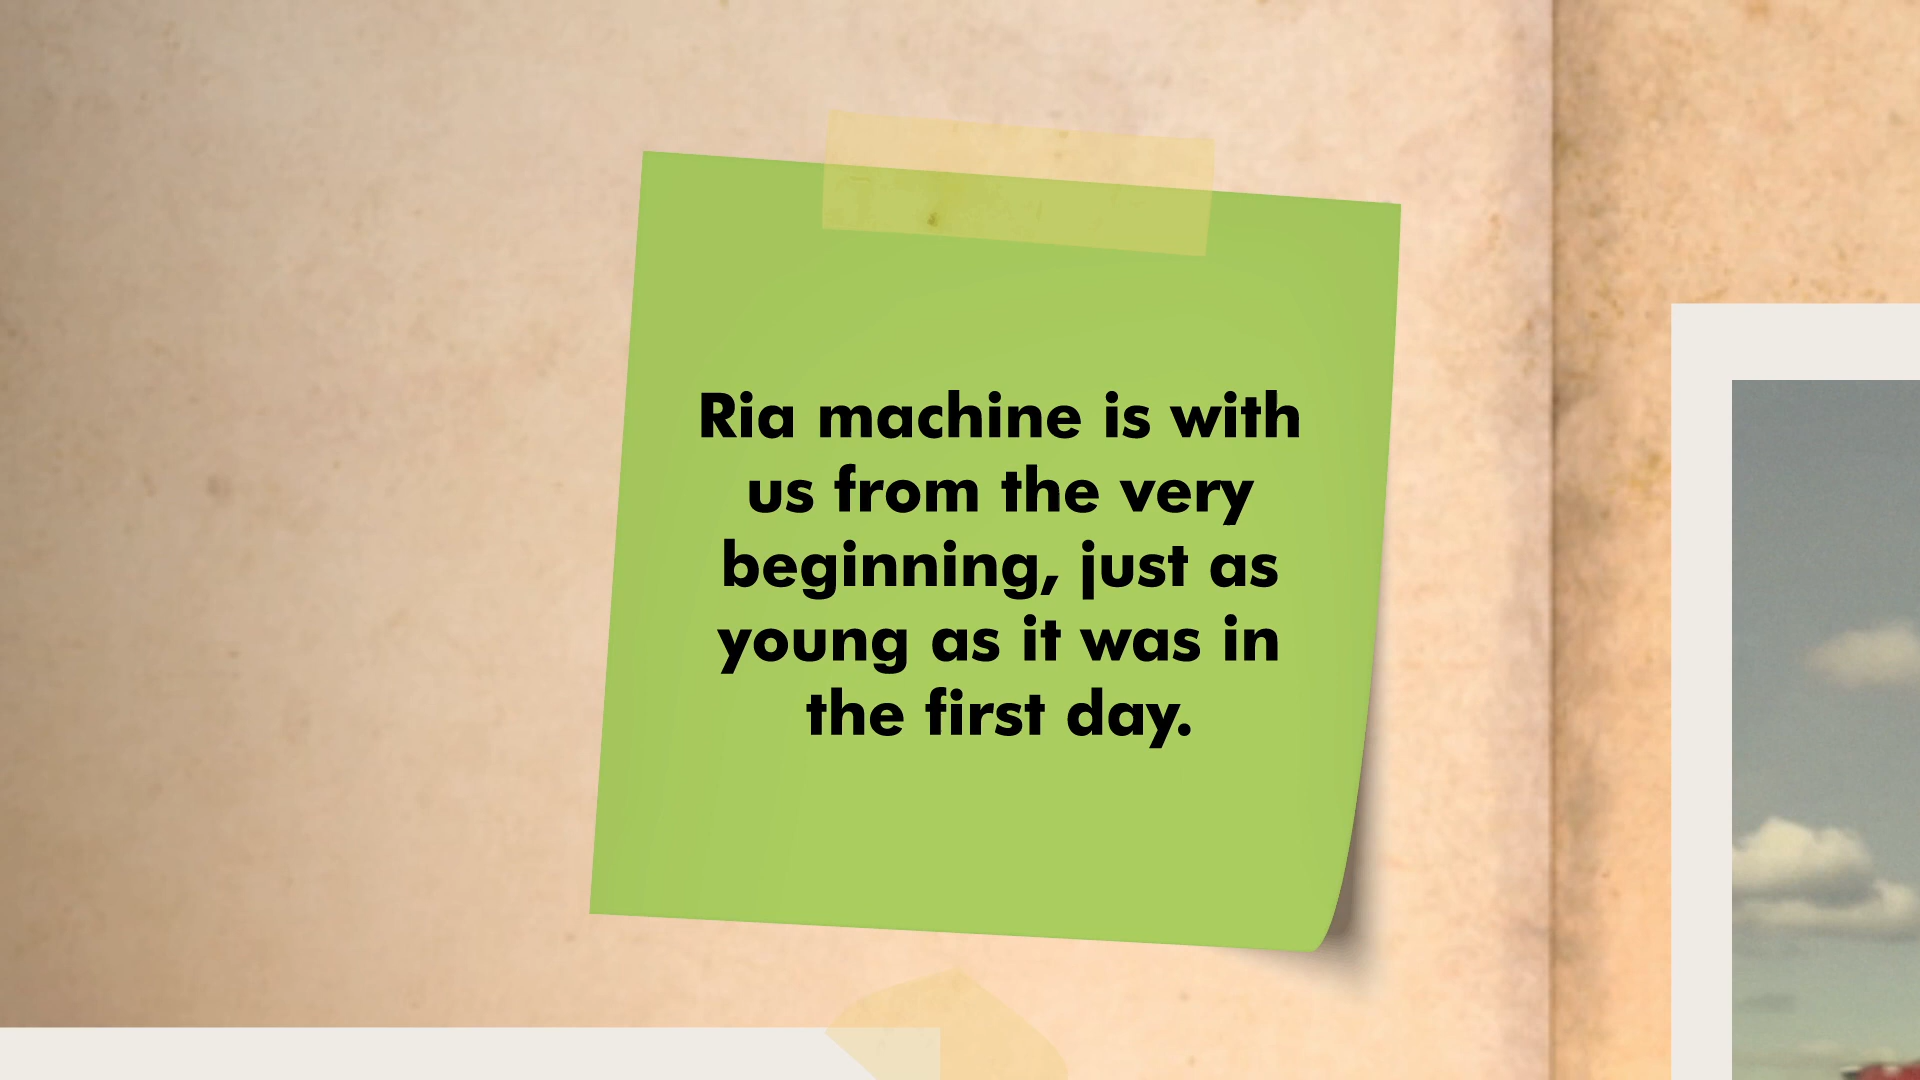 Ria machine is with
us from the very
beginning, just as
young as it was in
the first day.